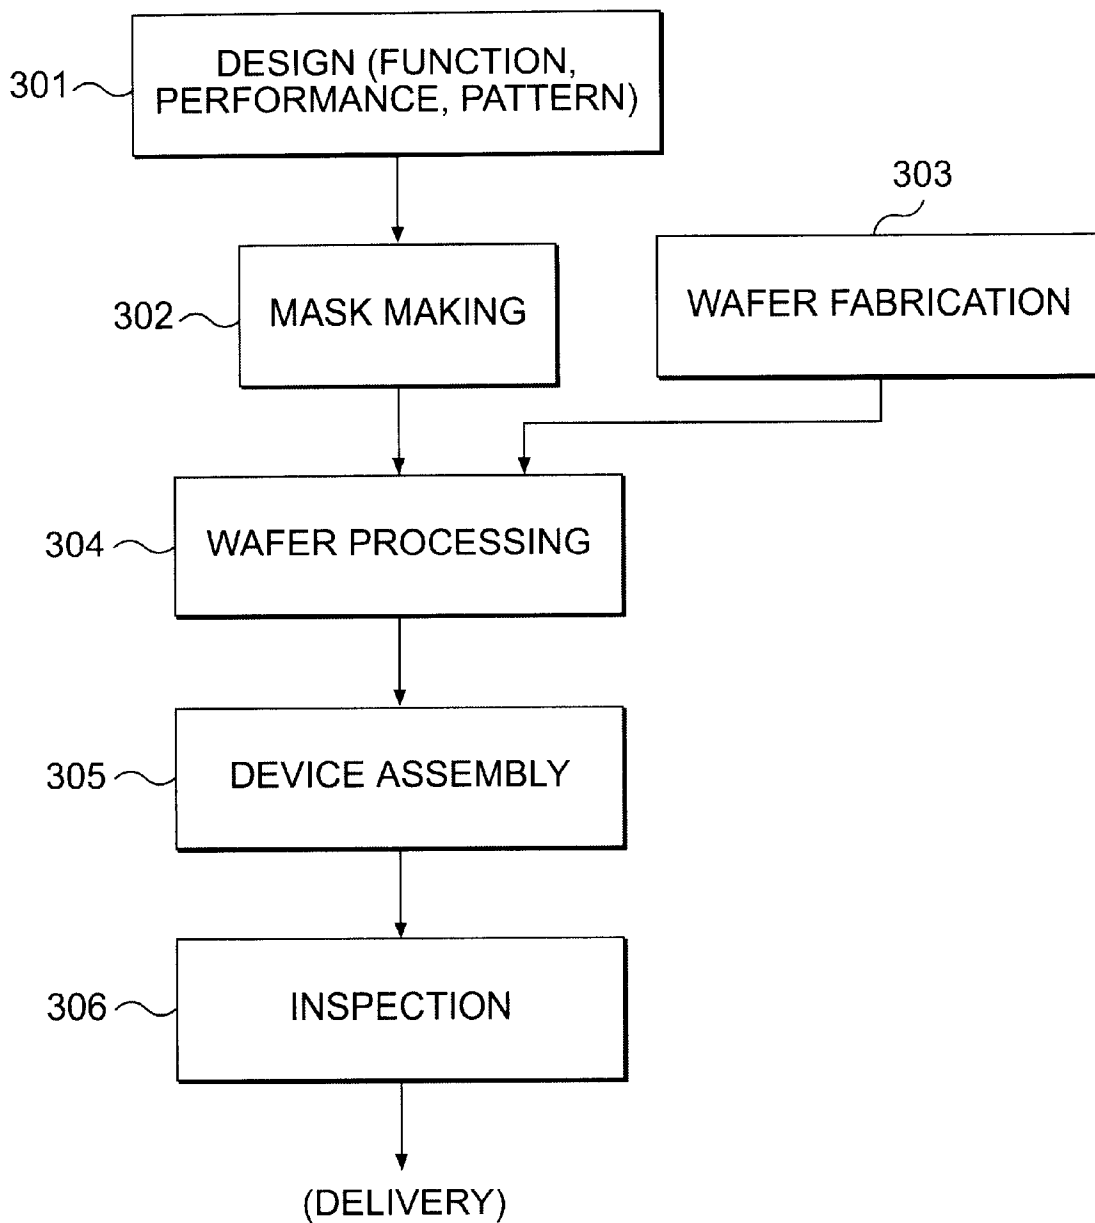 301
DESIGN (FUNCTION,
PERFORMANCE, PATTERN)
302
MASK MAKING
303
WAFER FABRICATION
304
WAFER PROCESSING
305
DEVICE ASSEMBLY
306
INSPECTION
(DELIVERY)